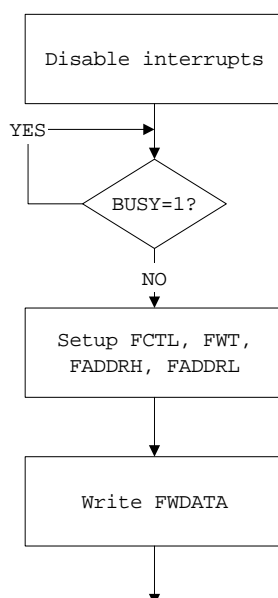 Disable interrupts
YES
BUSY=1?
NO
Setup FCTL, FWT,
FADDRH, FADDRL
Write FWDATA